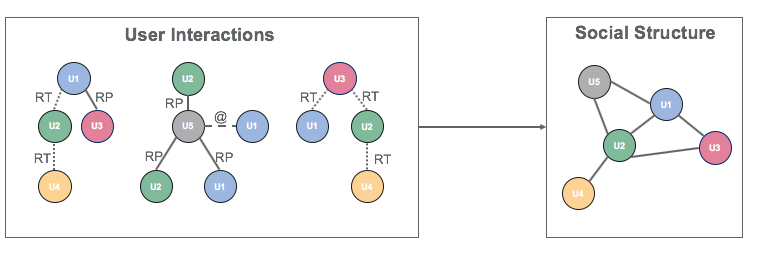 User Interactions
Social Structure
U1
RT
RP
U2
U3
RT
U4
U2
RP
U5
@
U1
RP
RP
U2
U1
U3
RT
RT
U1
U2
RT
U4
U5
U1
U2
U3
U4